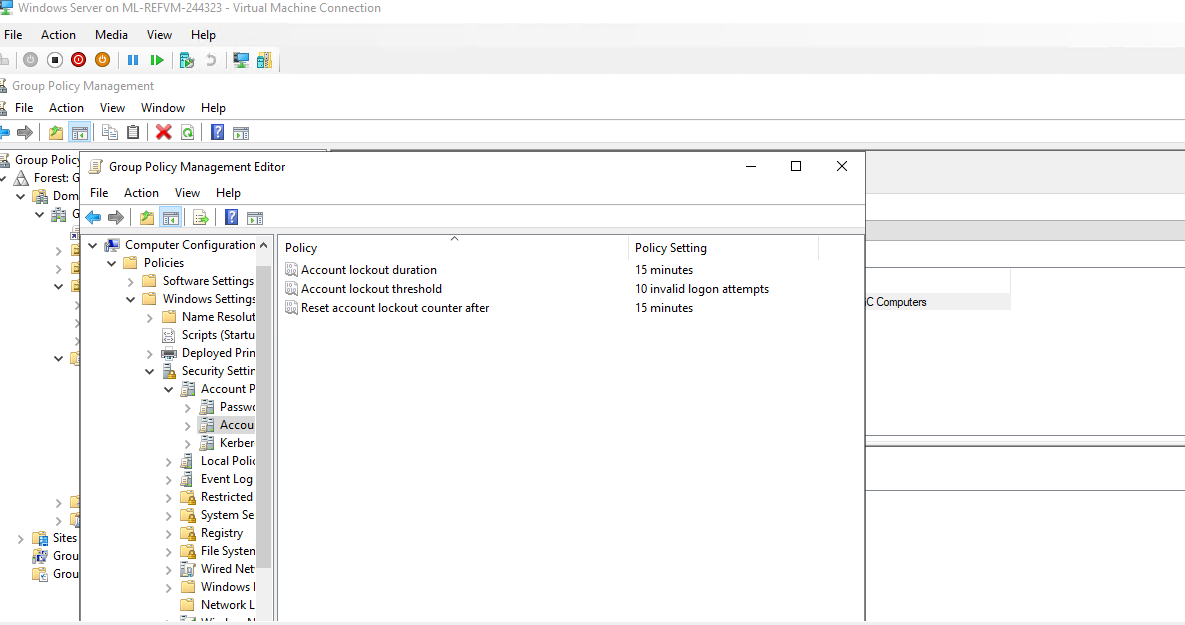 Windows Server on ML-REFVM-244323 - Virtual Machine Connection
File Action Media View Help
Group Policy Management
File Action View Window Help
Group Policy
Forest: G
Dom
G
Sites
Grou
Grou
Group Policy Management Editor
File Action View Help
Computer Configuration
Policies
Software Settings
Windows Settings
Name Resolut
Scripts (Startu
Deployed Prin
Security Settin
Account P
Passwo
Accou
Kerber
Local Polic
Event Log
Restricted
System Se
Registry
File System
Wired Net
Windows
Network L
Policy Policy Setting
Account lockout duration 15 minutes
Account lockout threshold 10 invalid logon attempts
Reset account lockout counter after 15 minutes
C Computers